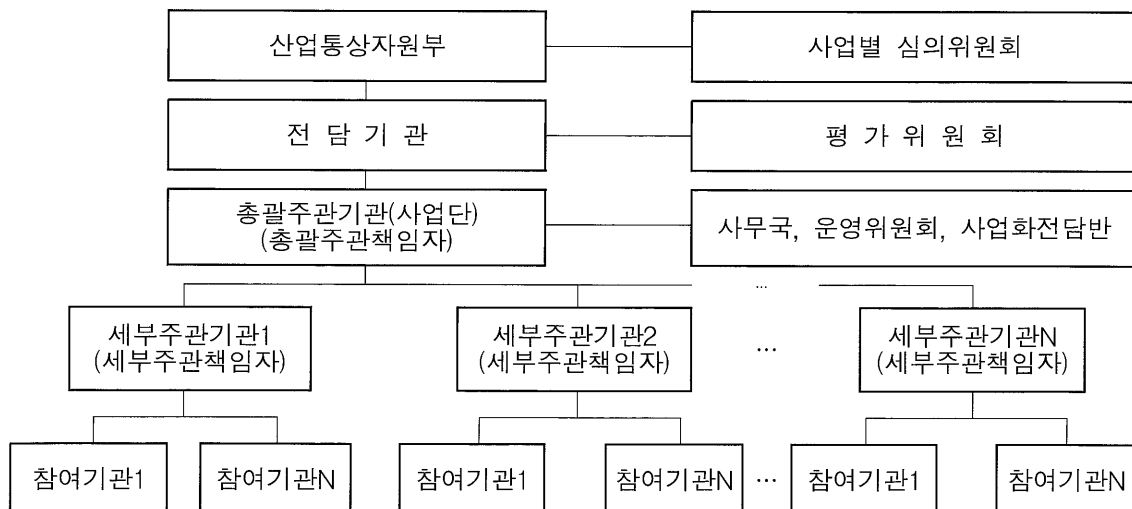 산업통상자원부
사업별 심의위원회
전 담 기 관
평 가 위 원 회
총괄주관기관(사업단)
(총괄주관책임자)
사무국, 운영위원회, 사업화전담반
...
세부주관기관1
(세부주관책임자)
세부주관기관2
(세부주관책임자)
...
세부주관기관N
(세부주관책임자)
참여기관1
참여기관N
참여기관1
참여기관N
...
참여기관1
참여기관N